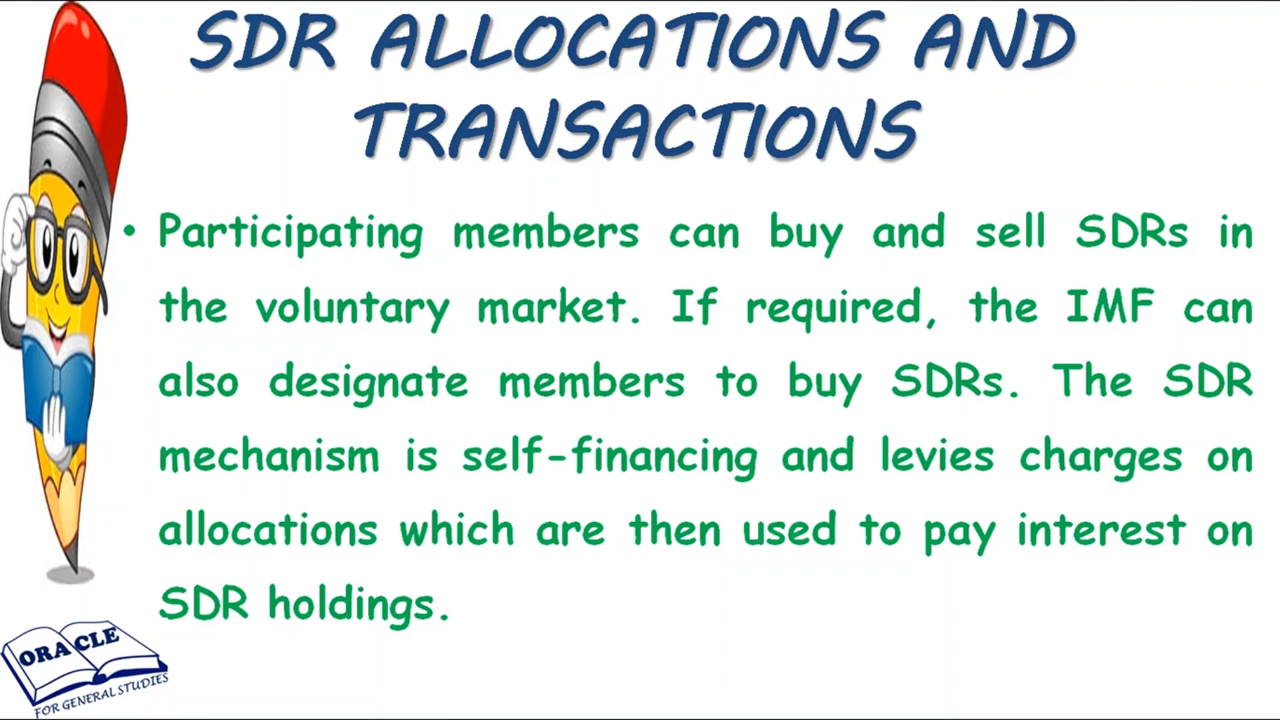 SDR ALLOCATIONS AND
TRANSACTIONS
• Participating members can buy and sell SDRs in
the voluntary market. If required, the IMF can
also designate members to buy SDRs. The SDR
mechanism is self-financing and levies charges on
allocations which are then used to pay interest on
SDR holdings.
ORACLE
FOR GENERAL STUDIES